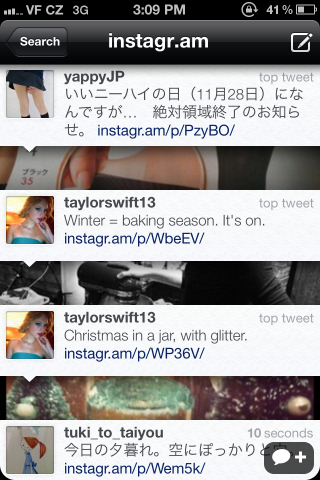 VF CZ 3G 3:09 PM 41%
Search instagr.am
yappyJP top tweet
いいニーハイの日（11月28日）にな
んですが… 絶対領域終了のお知ら
せ。 instagr.am/p/PzyBO/
ブラック
35
taylorswift13 top tweet
Winter = baking season. It's on.
instagr.am/p/WbeEV/
taylorswift13 top tweet
Christmas in a jar, with glitter.
instagr.am/p/WP36V/
tuki_to_taiyou 10 seconds
今日の夕暮れ。空にぽっかりと
instagr.am/p/Wem5k/